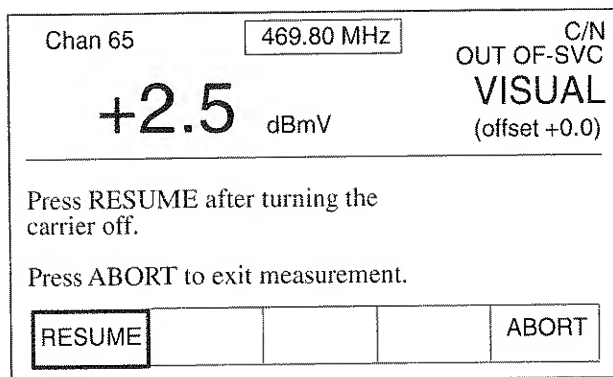 Chan 65
469.80 MHz
C/N
OUT OF-SVC
+2.5 dBmV
VISUAL
(offset +0.0)
Press RESUME after turning the
carrier off.
Press ABORT to exit measurement.
RESUME
ABORT